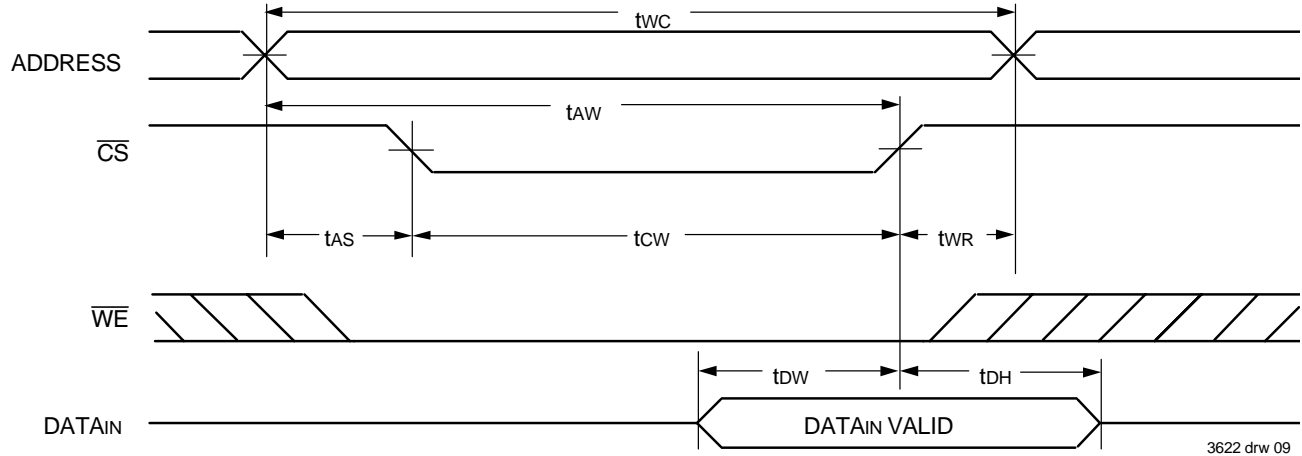 tWC
ADDRESS
tAW
CS
tAS
tCW
tWR
WE
tDW
tDH
DATAIN
DATAIN VALID
3622 drw 09